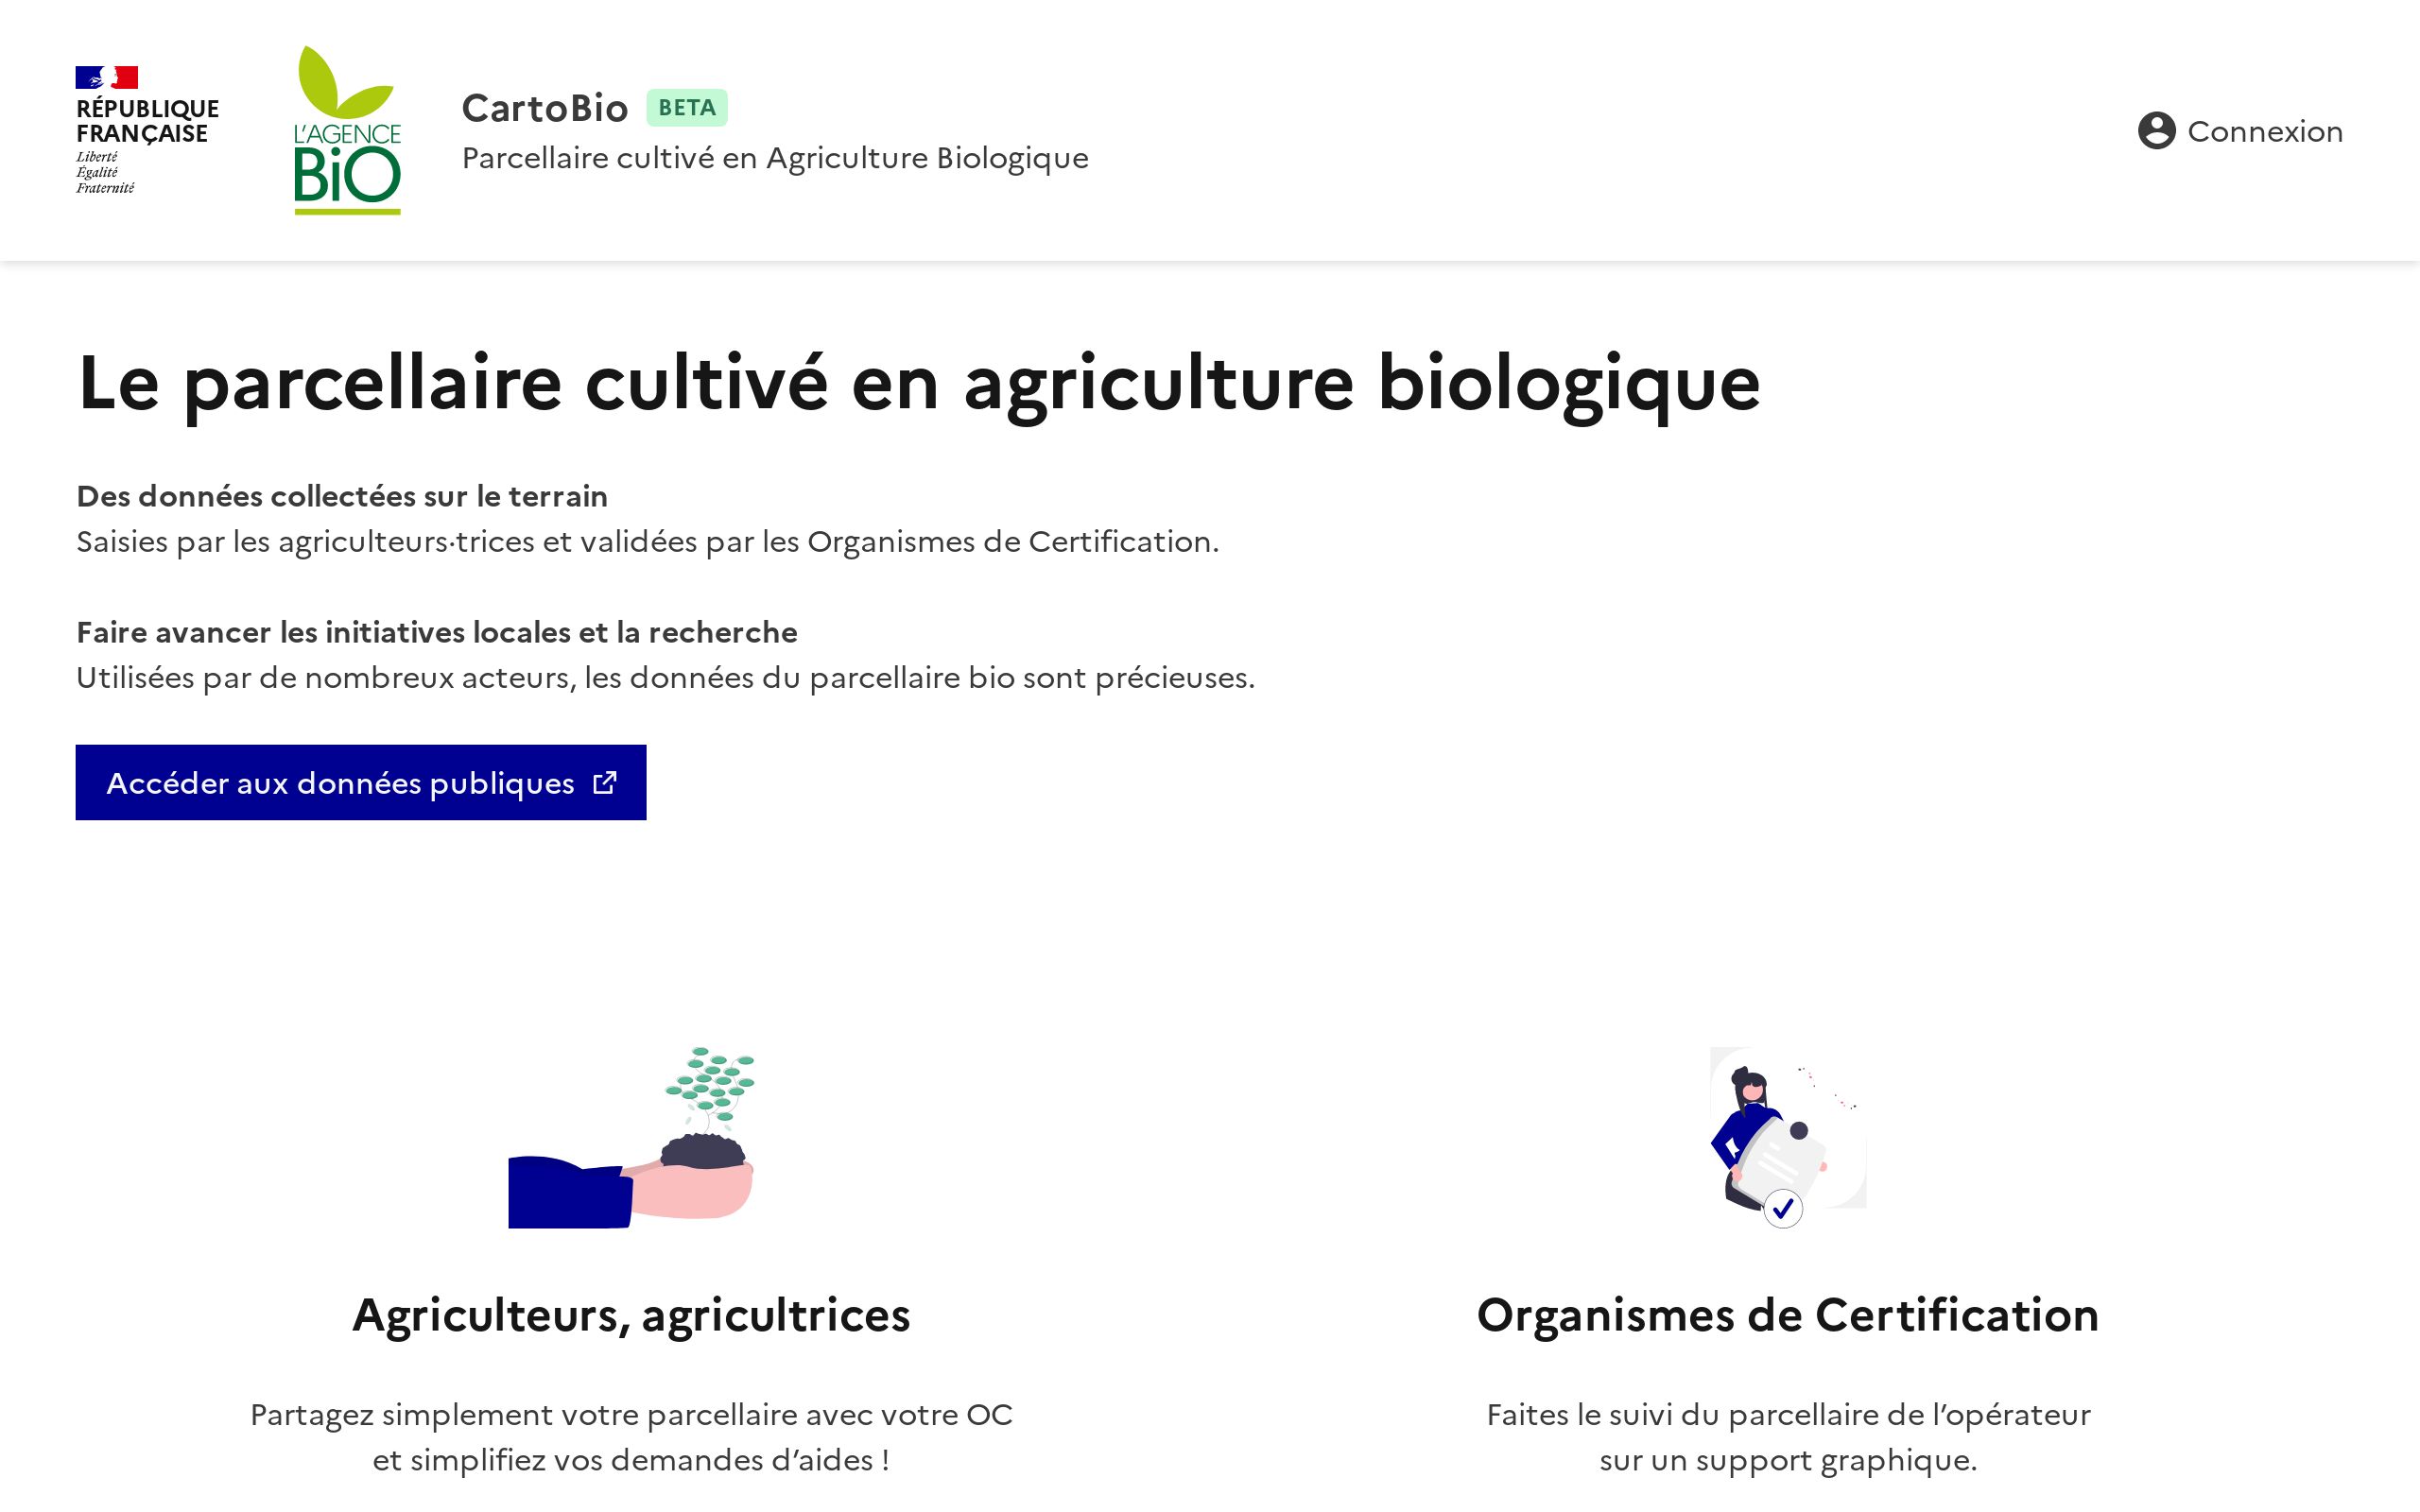 RÉPUBLIQUE
FRANÇAISE
Liberté
Égalité
Fraternité
L'AGENCE
BiO
CartoBio BETA
Parcellaire cultivé en Agriculture Biologique
Connexion
Le parcellaire cultivé en agriculture biologique
Des données collectées sur le terrain
Saisies par les agriculteurs·trices et validées par les Organismes de Certification.
Faire avancer les initiatives locales et la recherche
Utilisées par de nombreux acteurs, les données du parcellaire bio sont précieuses.
Accéder aux données publiques
Agriculteurs, agricultrices
Partagez simplement votre parcellaire avec votre OC
et simplifiez vos demandes d’aides !
Organismes de Certification
Faites le suivi du parcellaire de l’opérateur
sur un support graphique.